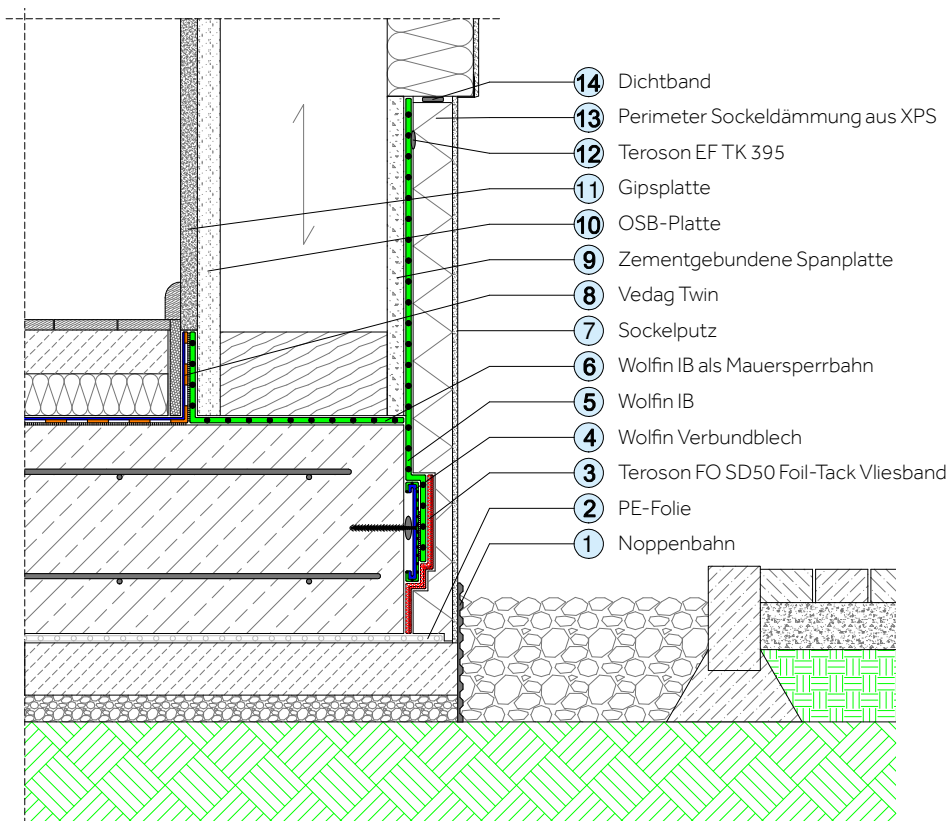 14 Dichtband
13 Perimeter Sockeldämmung aus XPS
12 Teroson EF TK 395
11 Gipsplatte
10 OSB-Platte
9 Zementgebundene Spanplatte
8 Vedag Twin
7 Sockelputz
6 Wolfin IB als Mauersperrbahn
5 Wolfin IB
4 Wolfin Verbundblech
3 Teroson FO SD50 Foil-Tack Vliesband
2 PE-Folie
1 Noppenbahn